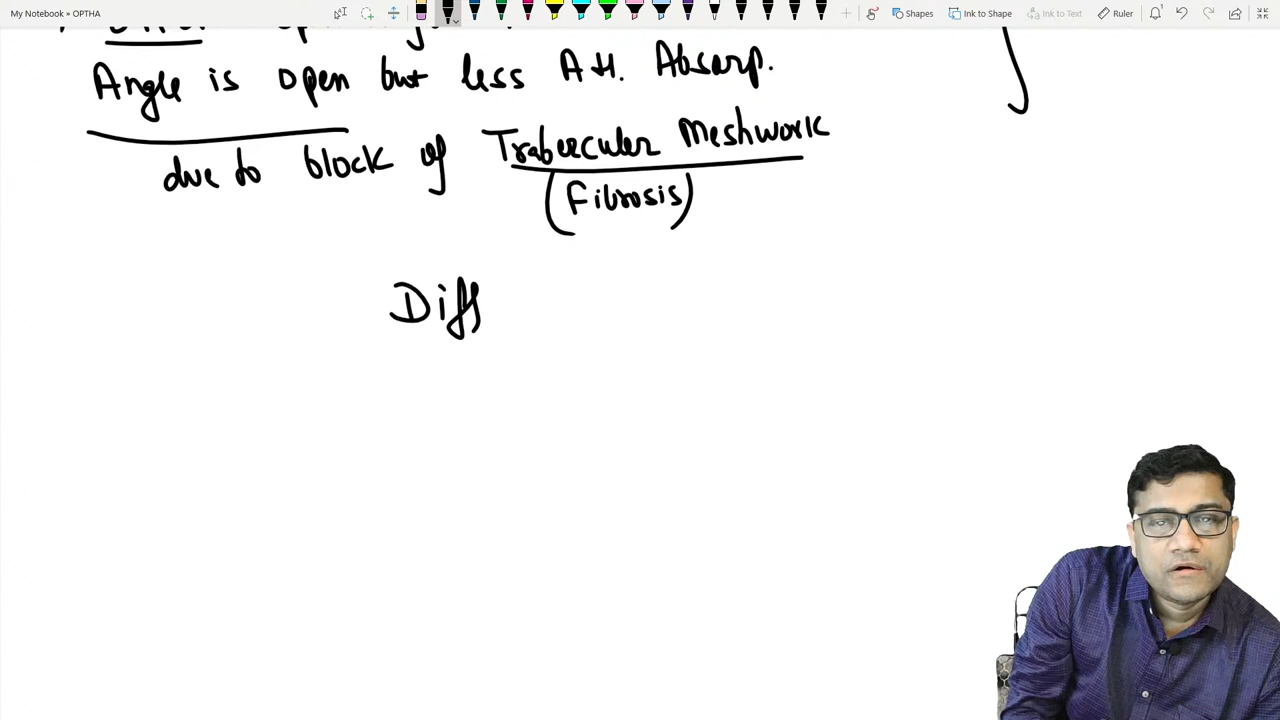 My Notebook » OPTHA
Shapes Ink to Shape Ink to Text Ruler
Angle is open but less A.H. Absorp.
due to block of Trabecular Meshwork
(Fibrosis)
Diff